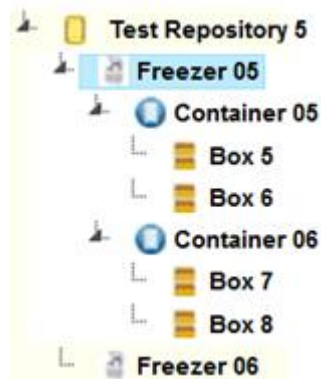 Test Repository 5
Freezer 05
Container 05
Box 5
Box 6
Container 06
Box 7
Box 8
Freezer 06